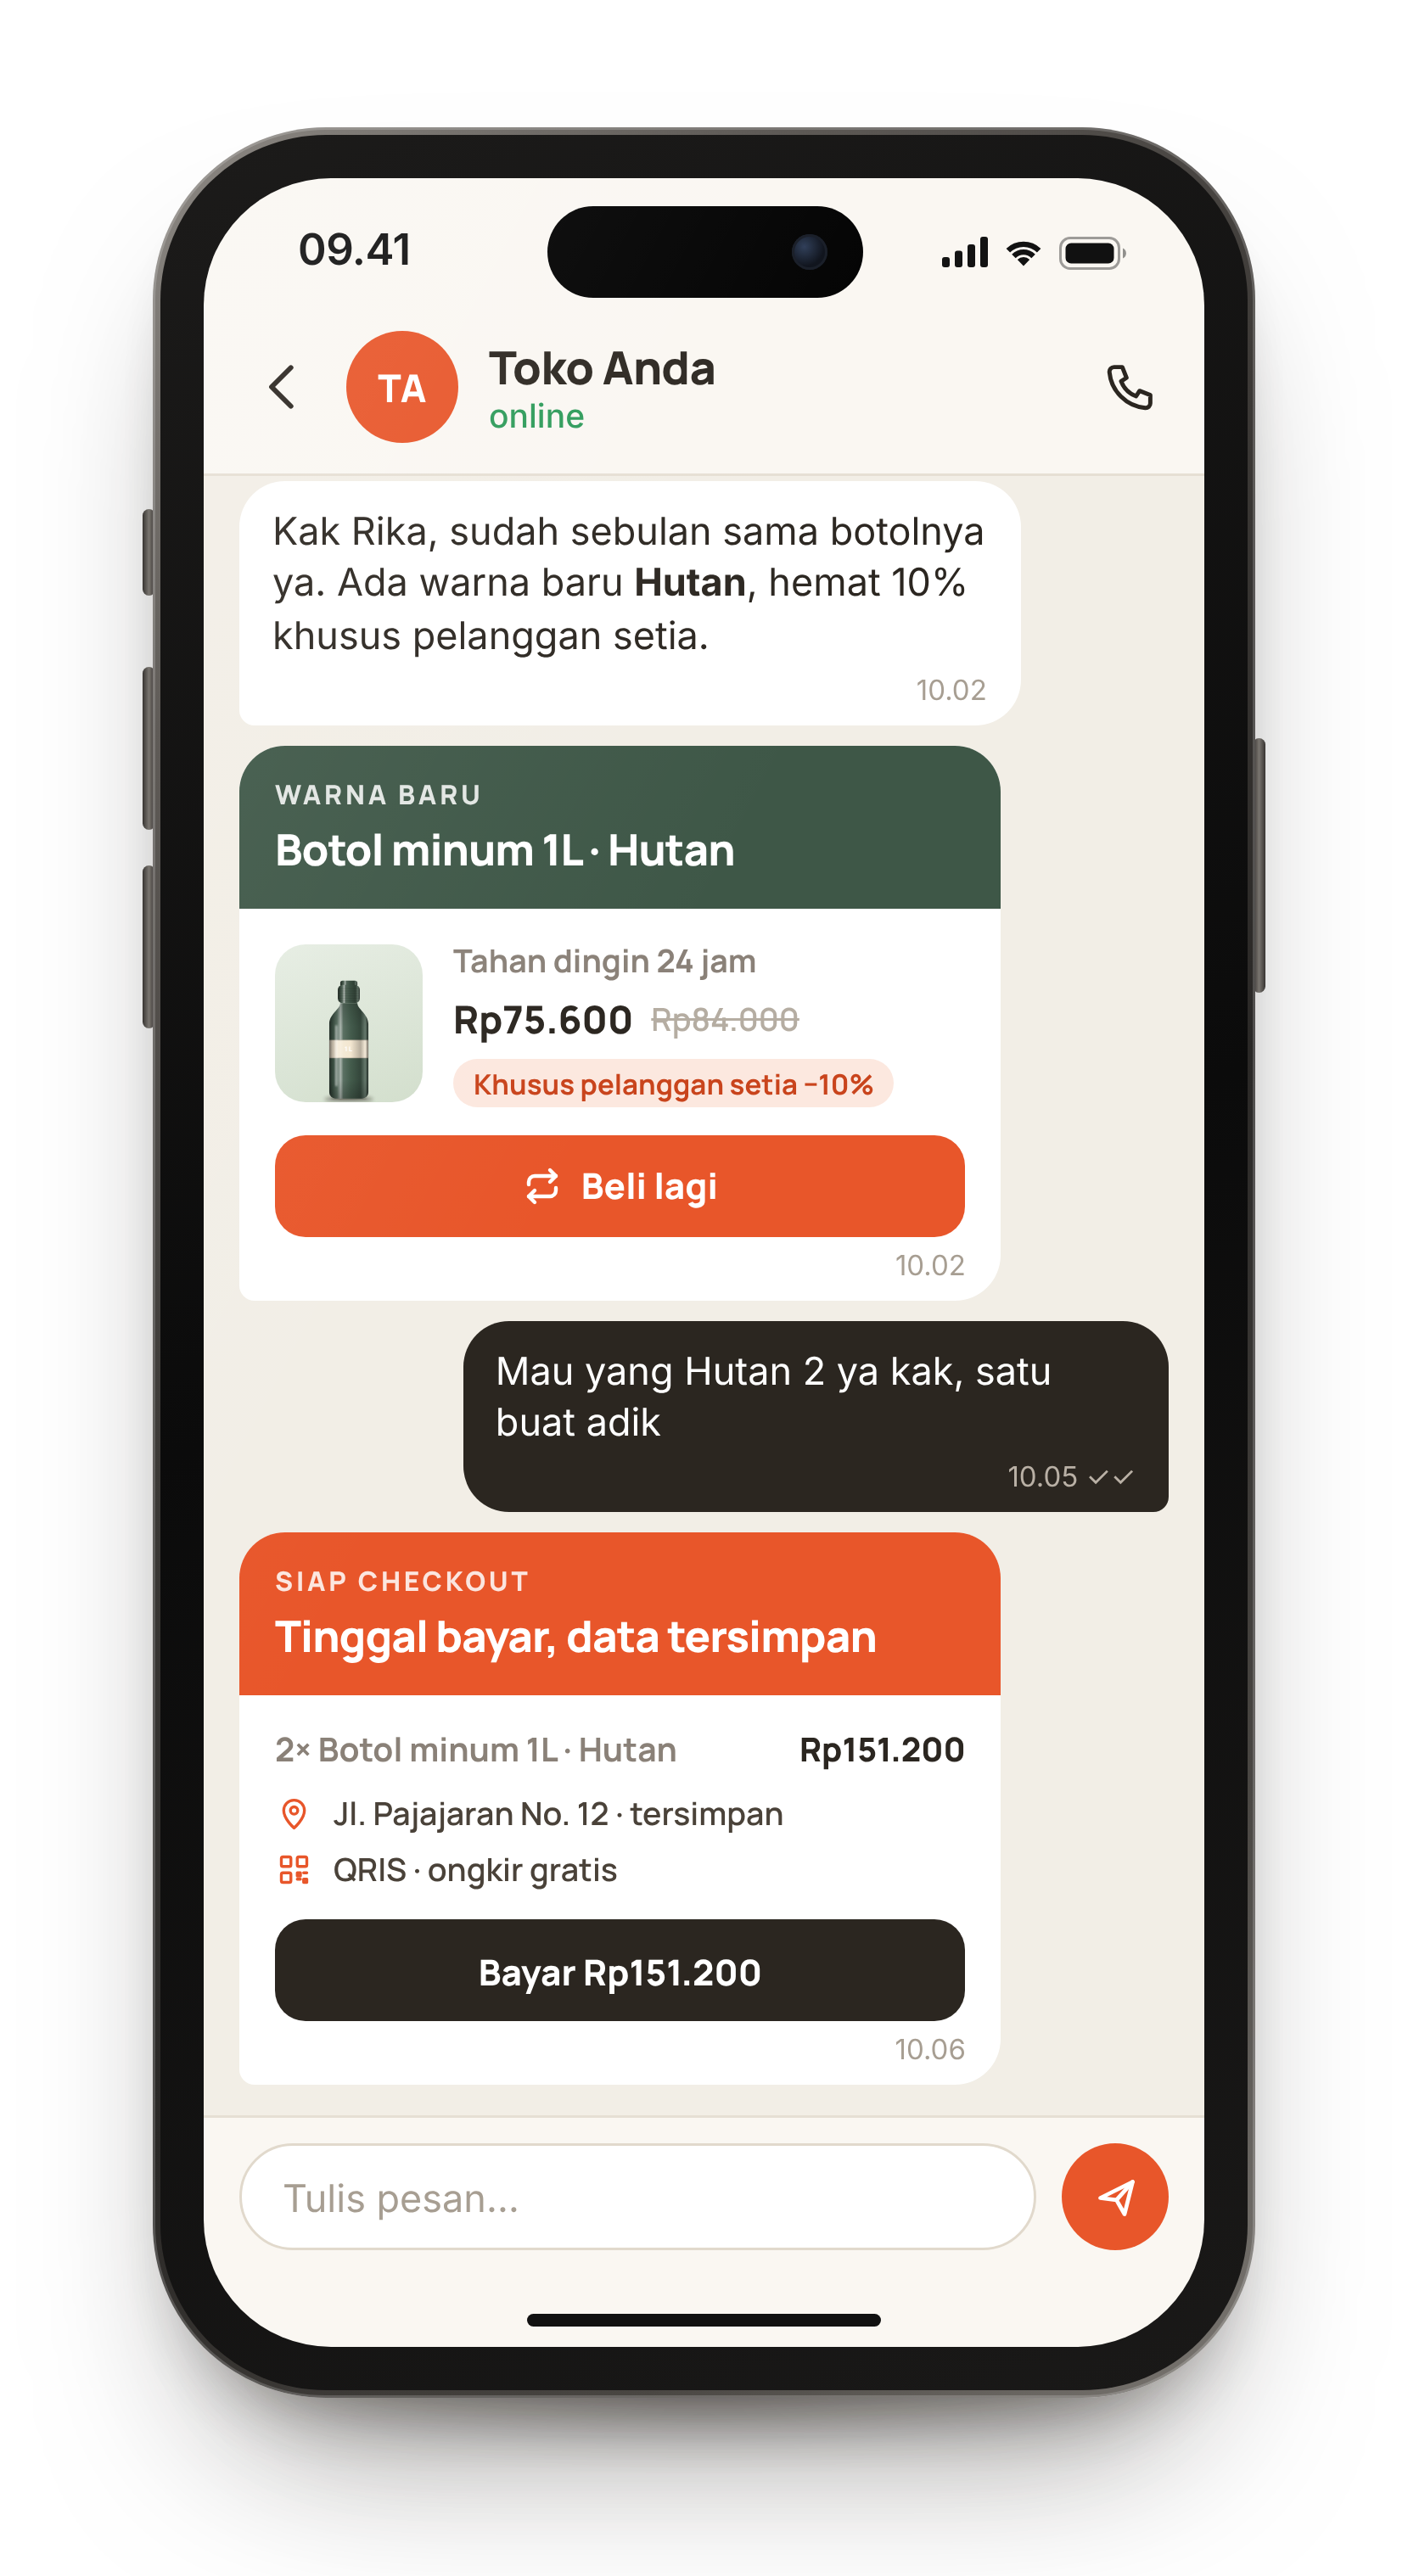 09.41
TA
Toko Anda
online
Kak Rika, sudah sebulan sama botolnya
ya. Ada warna baru Hutan, hemat 10%
khusus pelanggan setia.
10.02
WARNA BARU
Botol minum 1L · Hutan
Tahan dingin 24 jam
Rp75.600 Rp84.000
Khusus pelanggan setia −10%
Beli lagi
10.02
Mau yang Hutan 2 ya kak, satu
buat adik
10.05
SIAP CHECKOUT
Tinggal bayar, data tersimpan
2× Botol minum 1L · Hutan Rp151.200
Jl. Pajajaran No. 12 · tersimpan
QRIS · ongkir gratis
Bayar Rp151.200
10.06
Tulis pesan...